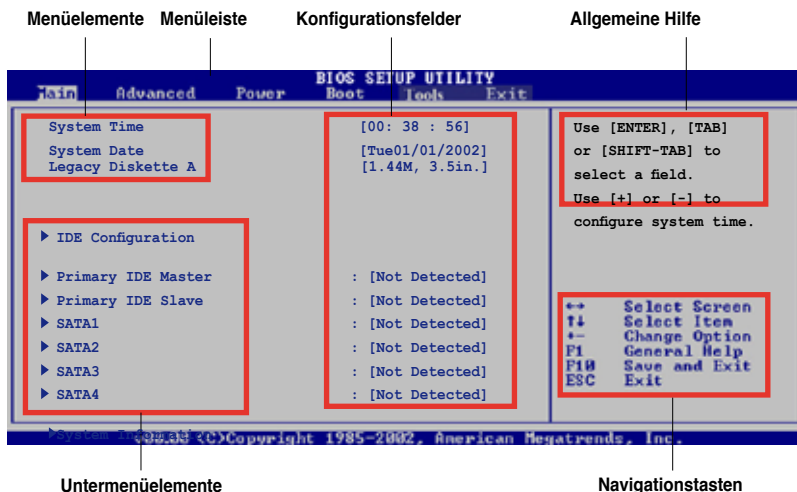 Menüelemente Menüleiste Konfigurationsfelder Allgemeine Hilfe
BIOS SETUP UTILITY
Main Advanced Power Boot Tools Exit
System Time [00: 38 : 56]
System Date [Tue01/01/2002]
Legacy Diskette A [1.44M, 3.5in.]
IDE Configuration
Primary IDE Master : [Not Detected]
Primary IDE Slave : [Not Detected]
SATA1 : [Not Detected]
SATA2 : [Not Detected]
SATA3 : [Not Detected]
SATA4 : [Not Detected]
System Information
Use [ENTER], [TAB]
or [SHIFT-TAB] to
select a field.
Use [+] or [-] to
configure system time.
↔ Select Screen
↑↓ Select Item
+- Change Option
F1 General Help
F10 Save and Exit
ESC Exit
(C)Copyright 1985-2002, American Megatrends, Inc.
Untermenüelemente Navigationstasten